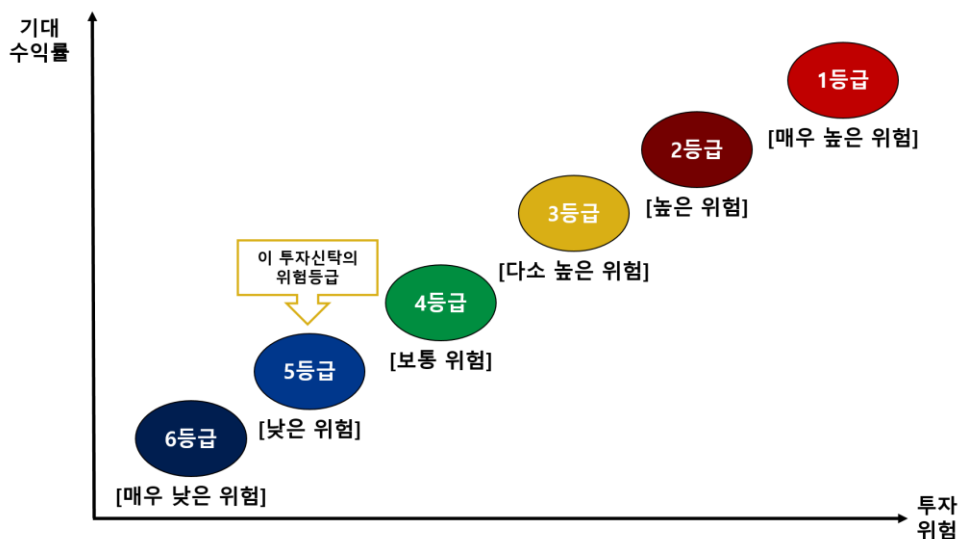 기대
수익률
1등급
[매우 높은 위험]
2등급
[높은 위험]
3등급
[다소 높은 위험]
이 투자신탁의
위험등급
4등급
[보통 위험]
5등급
[낮은 위험]
6등급
[매우 낮은 위험]
투자
위험